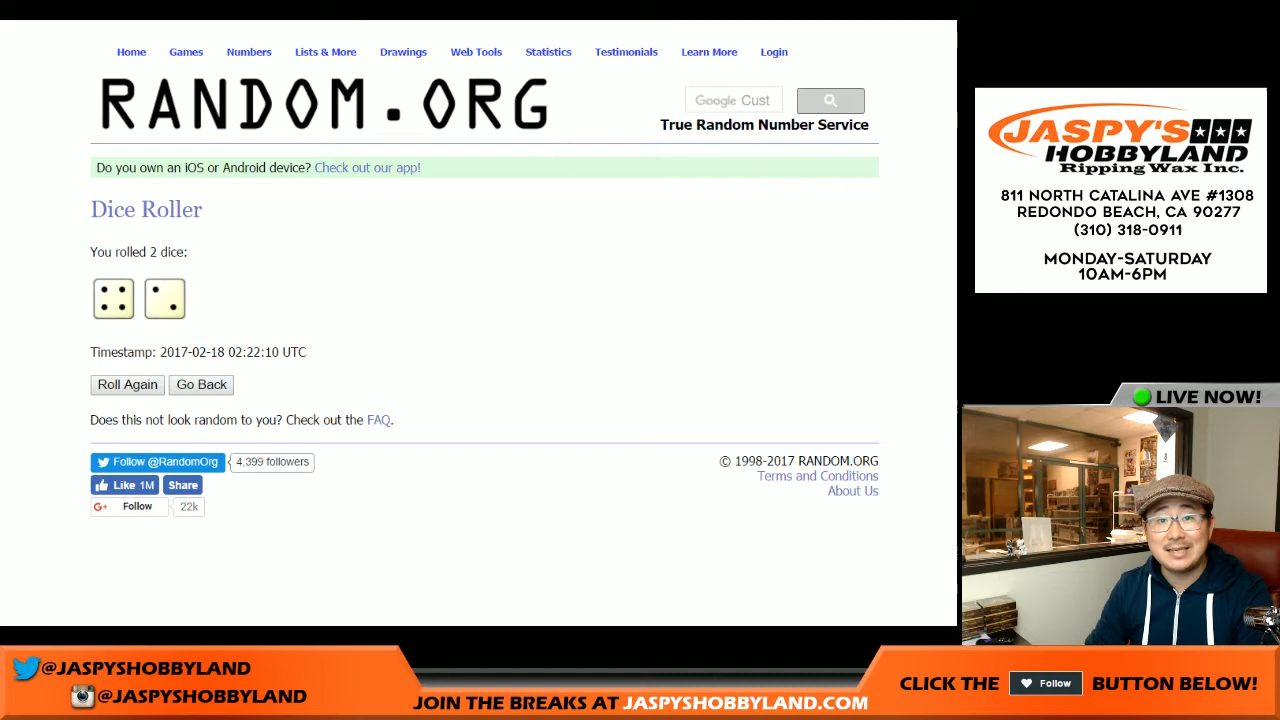 Home Games Numbers Lists & More Drawings Web Tools Statistics Testimonials Learn More Login
RANDOM.ORG
Google Cust
True Random Number Service
Do you own an iOS or Android device? Check out our app!
Dice Roller
You rolled 2 dice:
Timestamp: 2017-02-18 02:22:10 UTC
Roll Again Go Back
Does this not look random to you? Check out the FAQ.
Follow @RandomOrg 4,399 followers
Like 1M Share
G+ Follow 22k
© 1998-2017 RANDOM.ORG
Terms and Conditions
About Us
JASPY'S
HOBBYLAND
Ripping Wax Inc.
811 NORTH CATALINA AVE #1308
REDONDO BEACH, CA 90277
(310) 318-0911
MONDAY-SATURDAY
10AM-6PM
LIVE NOW!
@JASPYSHOBBYLAND
@JASPYSHOBBYLAND
JOIN THE BREAKS AT JASPYSHOBBYLAND.COM
CLICK THE Follow BUTTON BELOW!